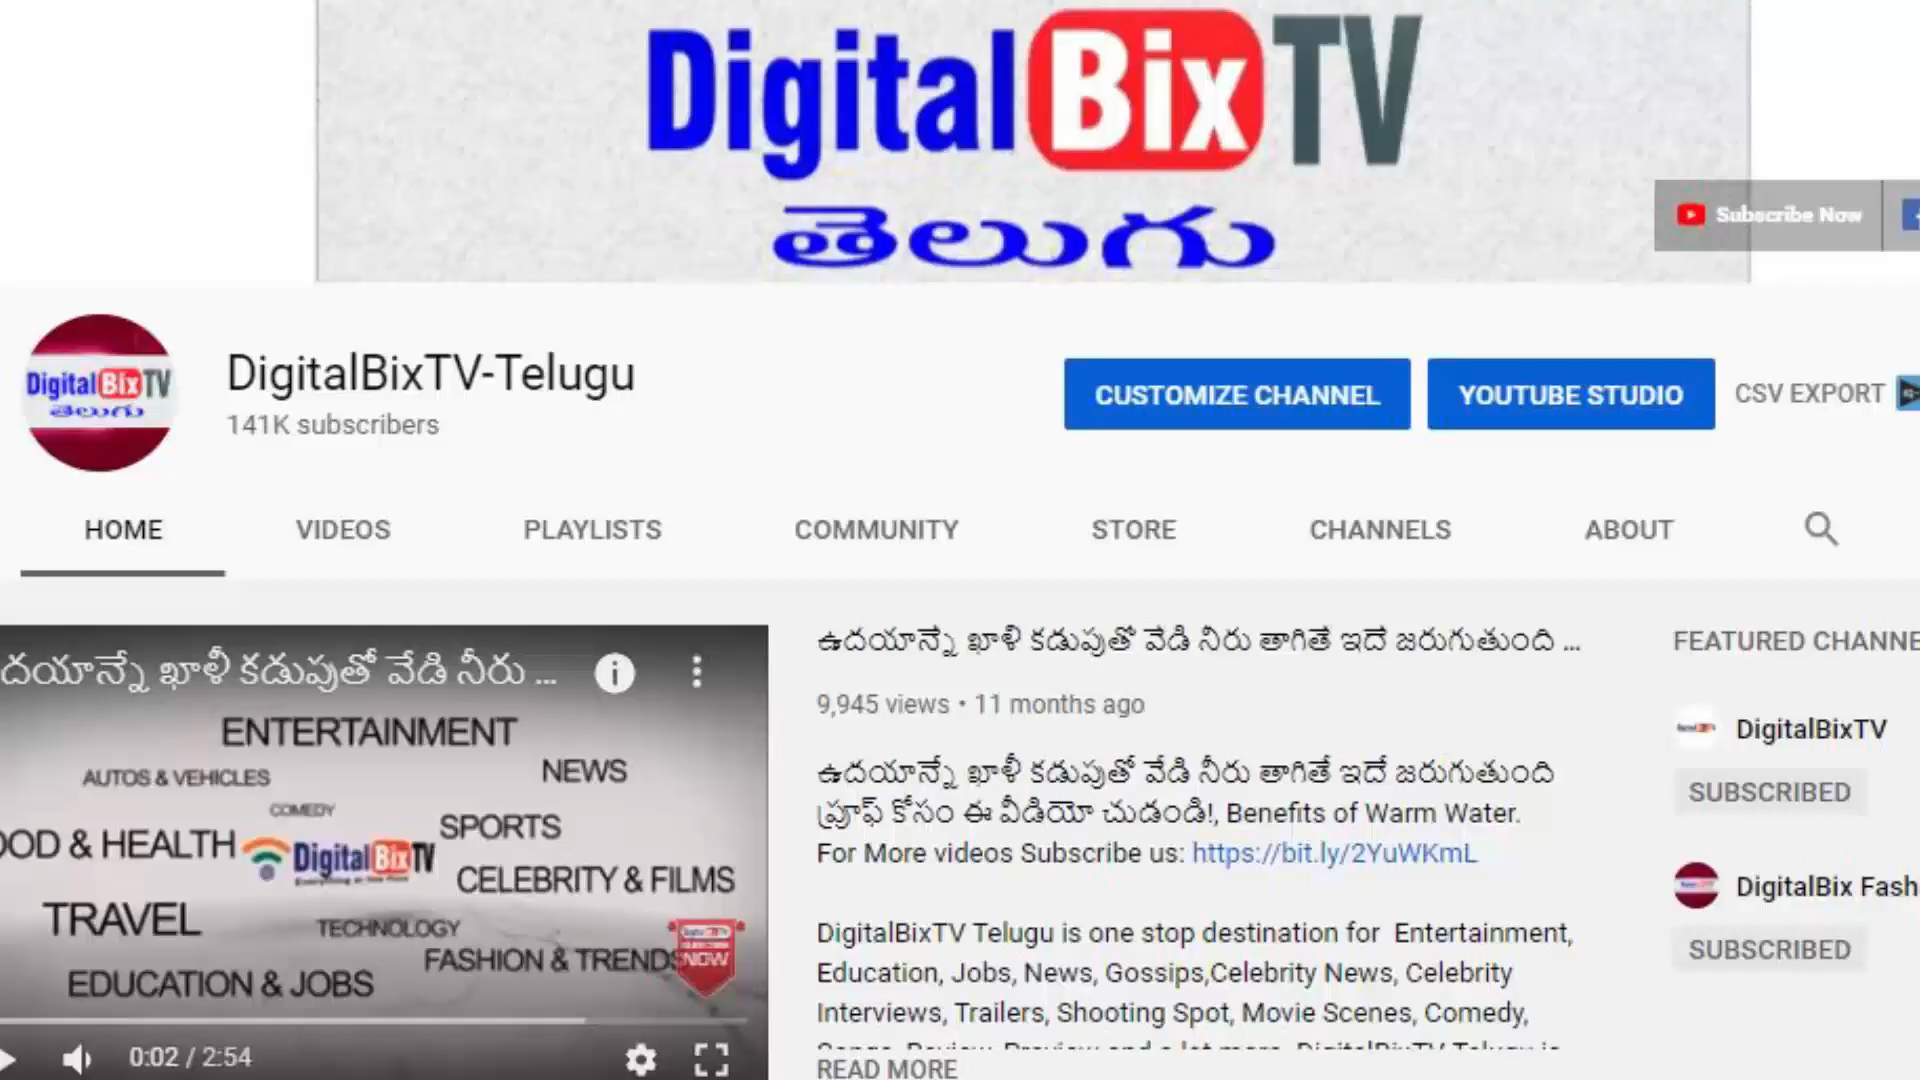 DigitalBixTV
తెలుగు
Subscribe Now
DigitalBixTV
తెలుగు
DigitalBixTV-Telugu
141K subscribers
CUSTOMIZE CHANNEL
YOUTUBE STUDIO
CSV EXPORT
HOME
VIDEOS
PLAYLISTS
COMMUNITY
STORE
CHANNELS
ABOUT
దయాన్నే ఖాళీ కడుపుతో వేడి నీరు ...
ENTERTAINMENT
AUTOS & VEHICLES
NEWS
COMEDY
OOD & HEALTH
DigitalBixTV
SPORTS
CELEBRITY & FILMS
TRAVEL
TECHNOLOGY
FASHION & TRENDS
NOW
EDUCATION & JOBS
0:02 / 2:54
ఉదయాన్నే ఖాళీ కడుపుతో వేడి నీరు తాగితే ఇదే జరుగుతుంది ...
9,945 views • 11 months ago
ఉదయాన్నే ఖాళీ కడుపుతో వేడి నీరు తాగితే ఇదే జరుగుతుంది
ప్రూఫ్ కోసం ఈ వీడియో చుడండి!, Benefits of Warm Water.
For More videos Subscribe us: https://bit.ly/2YuWKmL
DigitalBixTV Telugu is one stop destination for Entertainment,
Education, Jobs, News, Gossips,Celebrity News, Celebrity
Interviews, Trailers, Shooting Spot, Movie Scenes, Comedy,
READ MORE
FEATURED CHANNE
DigitalBixTV
SUBSCRIBED
DigitalBix Fash
SUBSCRIBED